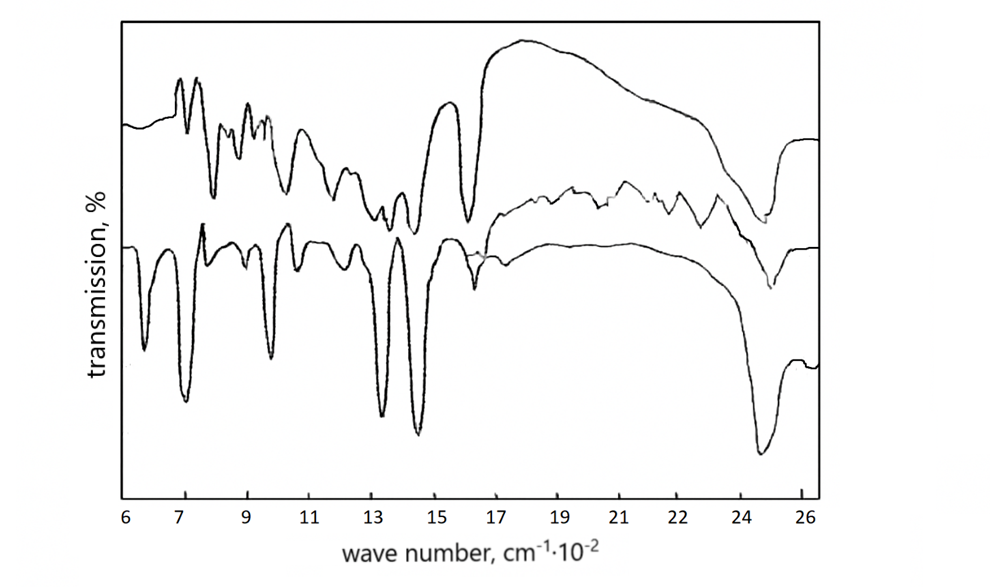 transmission, %
6 7 9 11 13 15 17 19 21 22 24 26
wave number, cm⁻¹·10⁻²